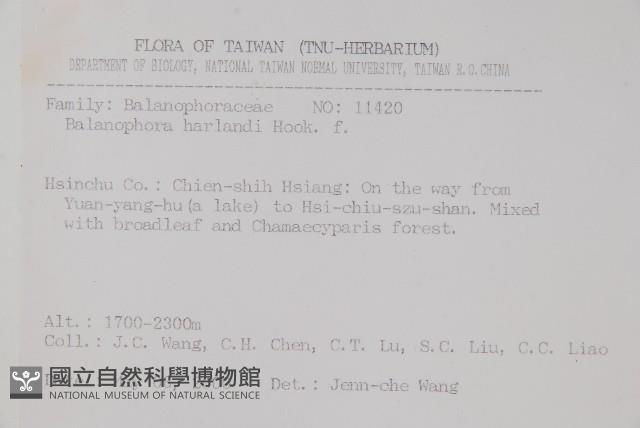 FLORA OF TAIWAN (TNU-HERBARIUM)
DEPARTMENT OF BIOLOGY, NATIONAL TAIWAN NORMAL UNIVERSITY, TAIWAN R.O.CHINA
Family: Balanophoraceae NO: 11420
Balanophora harlandi Hook. f.
Hsinchu Co.: Chien-shih Hsiang: On the way from
Yuan-yang-hu(a lake) to Hsi-chiu-szu-shan. Mixed
with broadleaf and Chamaecyparis forest.
Alt.: 1700-2300m
Coll.: J.C. Wang, C.H. Chen, C.T. Lu, S.C. Liu, C.C. Liao
Det.: Jenn-che Wang
國立自然科學博物館
NATIONAL MUSEUM OF NATURAL SCIENCE